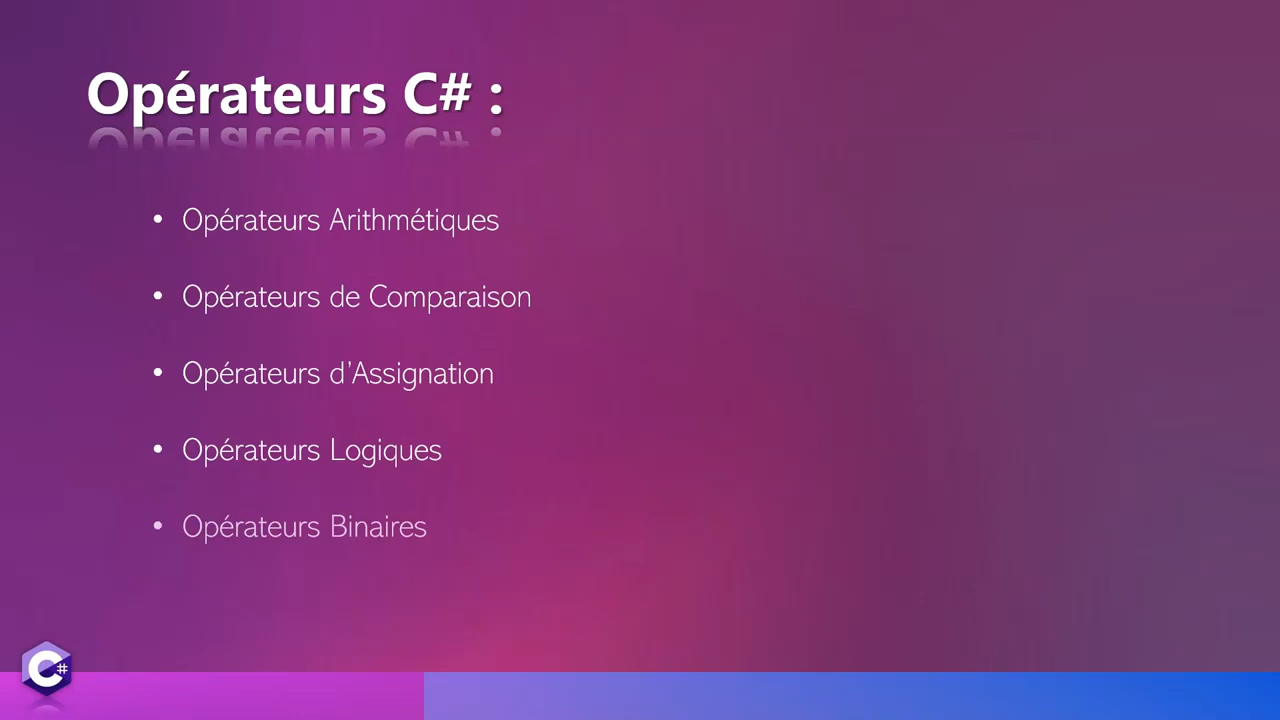 Opérateurs C# :
• Opérateurs Arithmétiques
• Opérateurs de Comparaison
• Opérateurs d'Assignation
• Opérateurs Logiques
• Opérateurs Binaires
C#